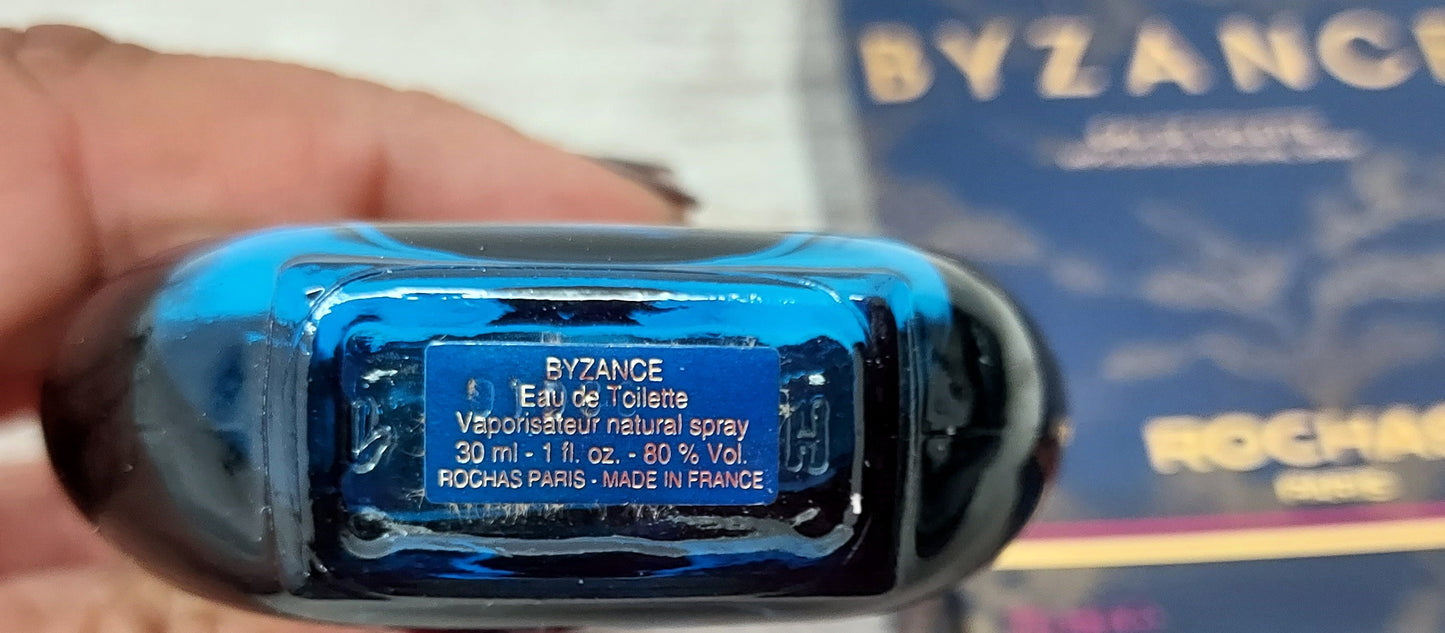 BYZANCE
BYZANCE
Eau de Toilette
Vaporisateur natural spray
30 ml - 1 fl. oz. - 80 % Vol.
ROCHAS PARIS - MADE IN FRANCE
ROCHAS
PARIS